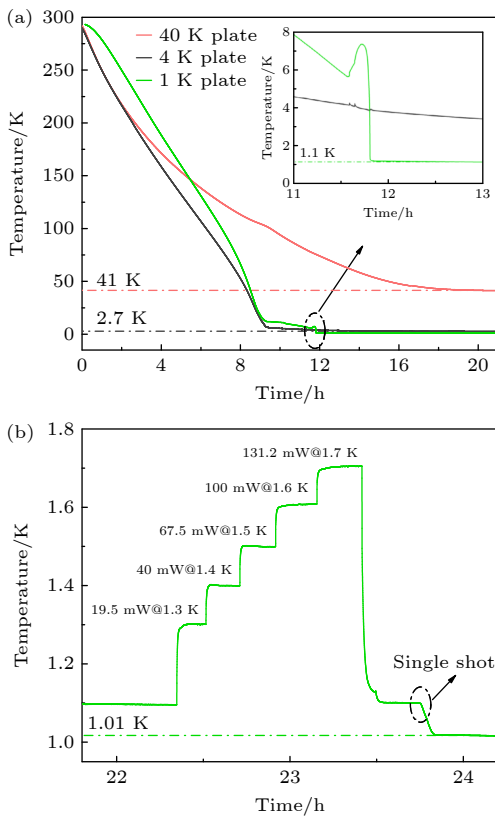 (a)
300
250
200
150
100
50
0
Temperature/K
40 K plate
4 K plate
1 K plate
41 K
2.7 K
0 4 8 12 16 20
Time/h
8
6
4
2
0
Temperature/K
1.1 K
11 12 13
Time/h
(b)
1.8
1.6
1.4
1.2
1.0
Temperature/K
131.2 mW@1.7 K
100 mW@1.6 K
67.5 mW@1.5 K
40 mW@1.4 K
19.5 mW@1.3 K
Single shot
1.01 K
22 23 24
Time/h